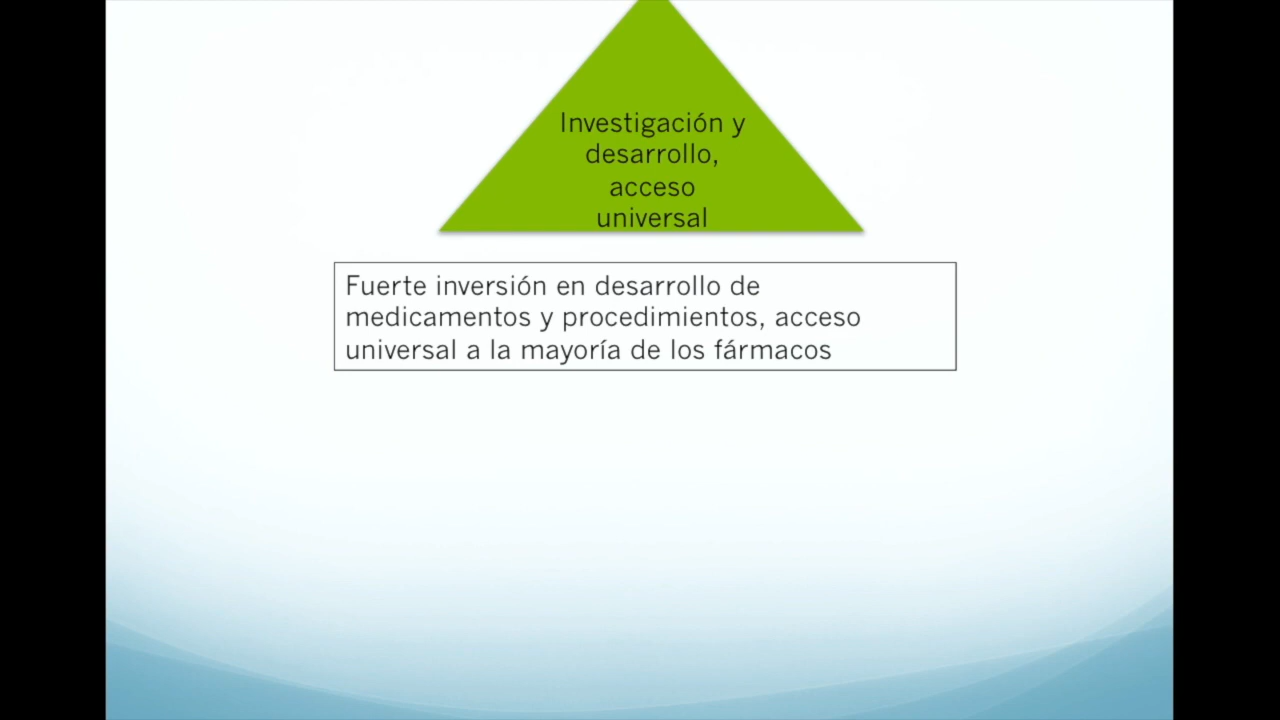 Investigación y
desarrollo,
acceso
universal
Fuerte inversión en desarrollo de
medicamentos y procedimientos, acceso
universal a la mayoría de los fármacos